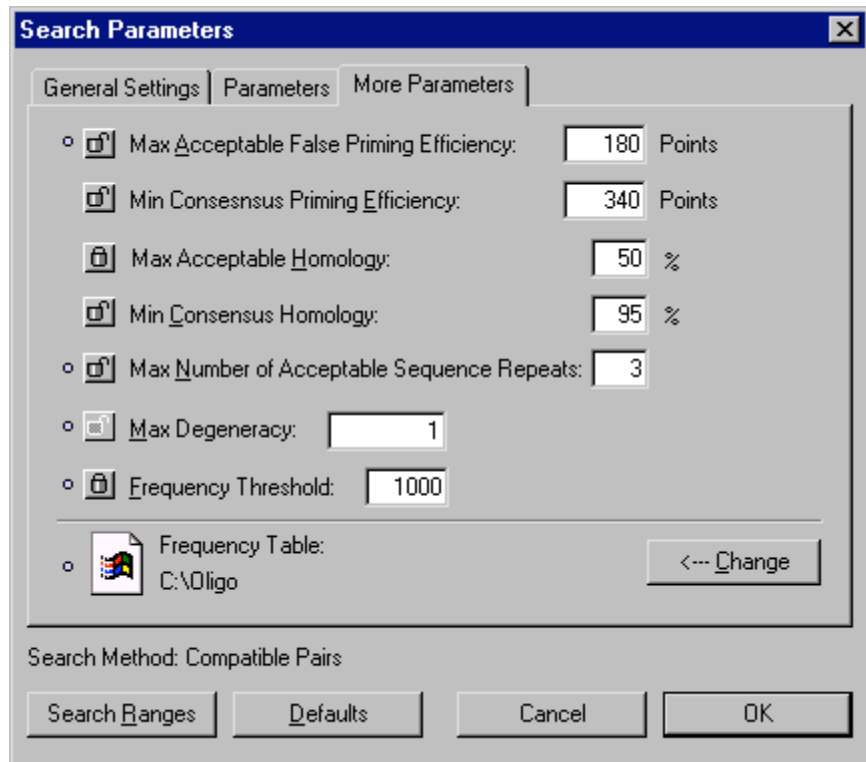 Search Parameters
General Settings Parameters More Parameters
Max Acceptable False Priming Efficiency: 180 Points
Min Consesnsus Priming Efficiency: 340 Points
Max Acceptable Homology: 50 %
Min Consensus Homology: 95 %
Max Number of Acceptable Sequence Repeats: 3
Max Degeneracy: 1
Frequency Threshold: 1000
Frequency Table:
C:\Oligo
<--- Change
Search Method: Compatible Pairs
Search Ranges Defaults Cancel OK